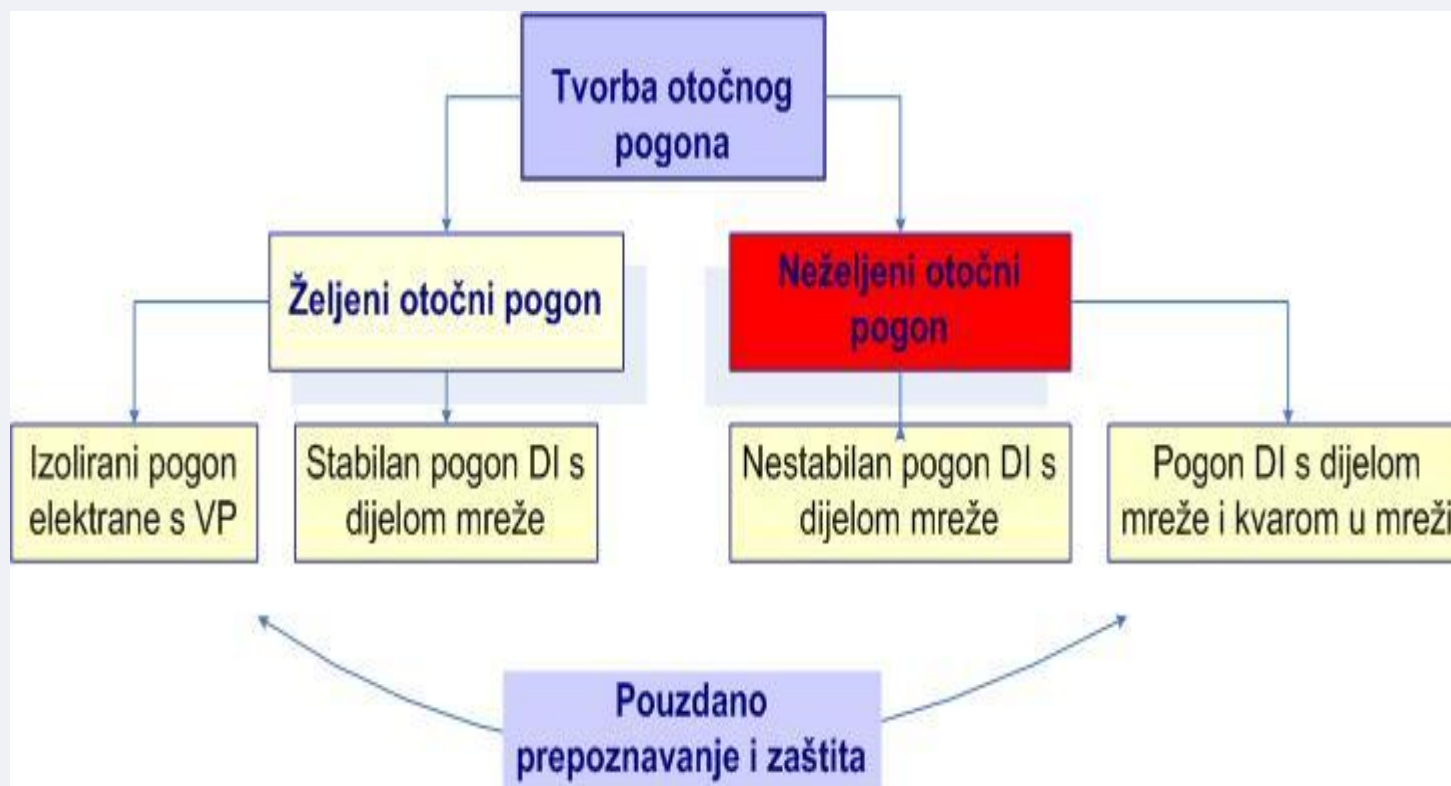 Tvorba otočnog
pogona
Željeni otočni pogon
Neželjeni otočni
pogon
Izolirani pogon
elektrane s VP
Stabilan pogon DI s
dijelom mreže
Nestabilan pogon DI s
dijelom mreže
Pogon DI s dijelom
mreže i kvarom u mreži
Pouzdano
prepoznavanje i zaštita